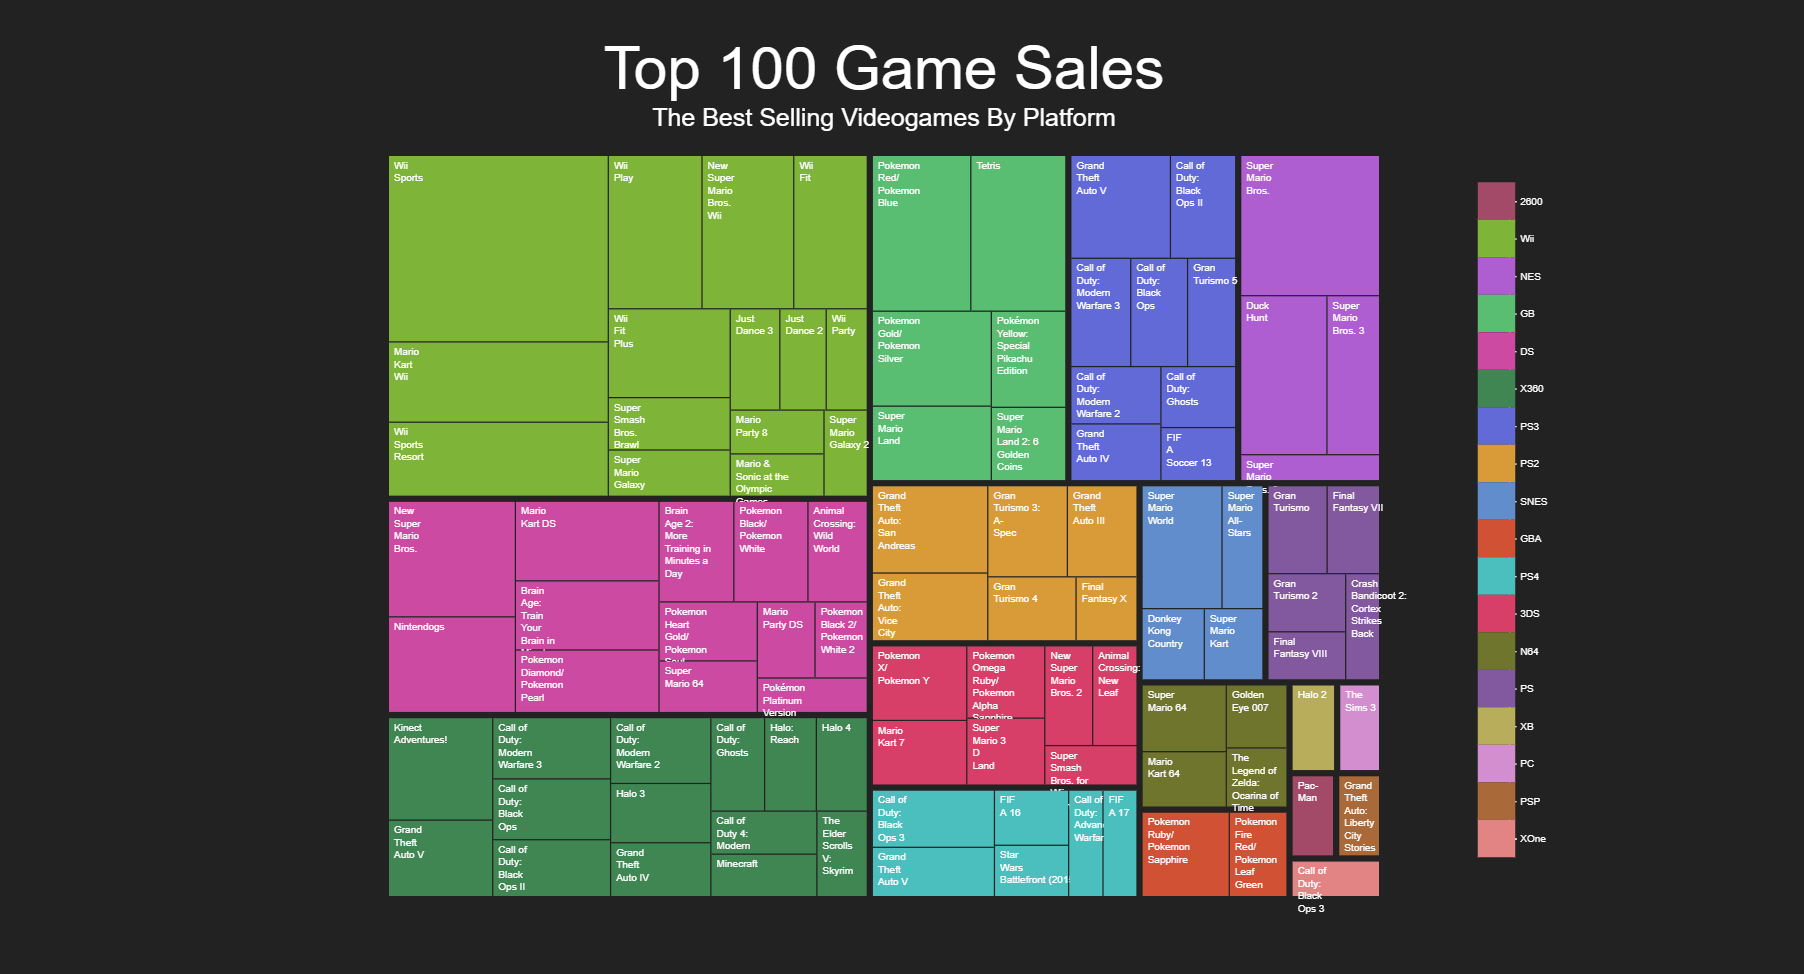 Top 100 Game Sales
The Best Selling Videogames By Platform
Wii
Sports
Mario
Kart
Wii
Wii
Sports
Resort
Wii
Play
New
Super
Mario
Bros.
Wii
Wii
Fit
Wii
Fit
Plus
Just
Dance 3
Just
Dance 2
Wii
Party
Super
Smash
Bros.
Brawl
Super
Mario
Galaxy
Mario
Party 8
Super
Mario
Galaxy 2
Mario &
Sonic at the
Olympic
Games
New
Super
Mario
Bros.
Nintendogs
Mario
Kart DS
Brain
Age:
Train
Your
Brain in
Pokemon
Diamond/
Pokemon
Pearl
Brain
Age 2:
More
Training in
Minutes a
Day
Pokemon
Black/
Pokemon
White
Animal
Crossing:
Wild
World
Pokemon
Heart
Gold/
Pokemon
Super
Mario 64
Mario
Party DS
Pokemon
Black 2/
Pokemon
White 2
Pokémon
Platinum
Version
Kinect
Adventures!
Grand
Theft
Auto V
Call of
Duty:
Modern
Warfare 3
Call of
Duty:
Black
Ops
Call of
Duty:
Black
Ops II
Call of
Duty:
Modern
Warfare 2
Halo 3
Grand
Theft
Auto IV
Call of
Duty:
Ghosts
Halo:
Reach
Halo 4
Call of
Duty 4:
Modern
Minecraft
The
Elder
Scrolls
V:
Skyrim
Pokemon
Red/
Pokemon
Blue
Tetris
Pokemon
Gold/
Pokemon
Silver
Pokémon
Yellow:
Special
Pikachu
Edition
Super
Mario
Land
Super
Mario
Land 2: 6
Golden
Coins
Grand
Theft
Auto V
Call of
Duty:
Black
Ops II
Call of
Duty:
Modern
Warfare 3
Call of
Duty:
Black
Ops
Gran
Turismo 5
Call of
Duty:
Modern
Warfare 2
Call of
Duty:
Ghosts
Grand
Theft
Auto IV
FIF
A
Soccer 13
Super
Mario
Bros.
Duck
Hunt
Super
Mario
Bros. 3
Super
Mario
Grand
Theft
Auto:
San
Andreas
Grand
Theft
Auto:
Vice
City
Gran
Turismo 3:
A-
Spec
Grand
Theft
Auto III
Gran
Turismo 4
Final
Fantasy X
Super
Mario
World
Super
Mario
All-
Stars
Donkey
Kong
Country
Super
Mario
Kart
Gran
Turismo
Final
Fantasy VII
Gran
Turismo 2
Final
Fantasy VIII
Crash
Bandicoot 2:
Cortex
Strikes
Back
Pokemon
X/
Pokemon Y
Mario
Kart 7
Pokemon
Omega
Ruby/
Pokemon
Alpha
Sapphire
Super
Mario 3
D
Land
New
Super
Mario
Bros. 2
Animal
Crossing:
New
Leaf
Super
Smash
Bros. for
Call of
Duty:
Black
Ops 3
Grand
Theft
Auto V
FIF
A 16
Star
Wars
Battlefront (201
Call of
Duty:
Advan
Warfar
FIF
A 17
Super
Mario 64
Golden
Eye 007
Mario
Kart 64
The
Legend of
Zelda:
Ocarina of
Time
Pokemon
Ruby/
Pokemon
Sapphire
Pokemon
Fire
Red/
Pokemon
Leaf
Green
Halo 2
The
Sims 3
Pac-
Man
Grand
Theft
Auto:
Liberty
City
Stories
Call of
Duty:
Black
Ops 3
2600
Wii
NES
GB
DS
X360
PS3
PS2
SNES
GBA
PS4
3DS
N64
PS
XB
PC
PSP
XOne